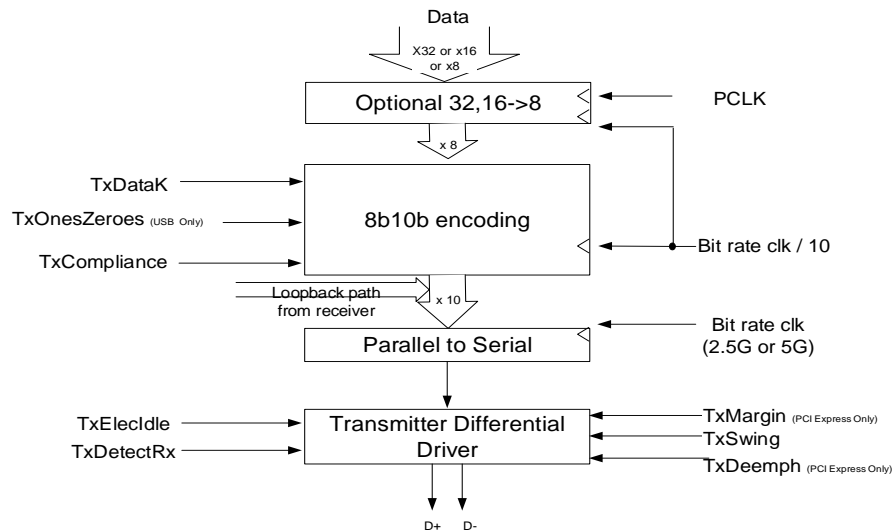 Data
X32 or x16
or x8
Optional 32,16->8
PCLK
x 8
TxDataK
TxOnesZeroes (USB Only)
8b10b encoding
TxCompliance
Bit rate clk / 10
Loopback path
from receiver
x 10
Parallel to Serial
Bit rate clk
(2.5G or 5G)
TxElecIdle
TxDetectRx
Transmitter Differential
Driver
TxMargin (PCI Express Only)
TxSwing
TxDeemph (PCI Express Only)
D+ D-